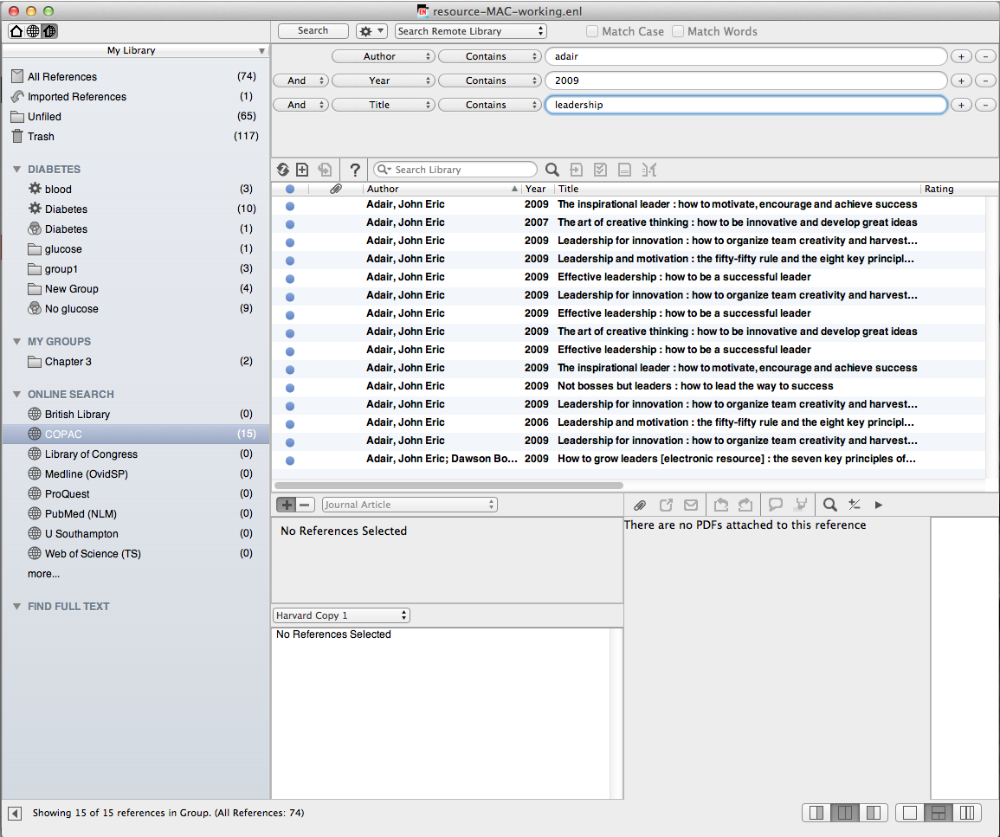 resource-MAC-working.enl
Search Search Remote Library Match Case Match Words
My Library
All References (74)
Imported References (1)
Unfiled (65)
Trash (117)
DIABETES
blood (3)
Diabetes (10)
Diabetes (1)
glucose (1)
group1 (3)
New Group (4)
No glucose (9)
MY GROUPS
Chapter 3 (2)
ONLINE SEARCH
British Library (0)
COPAC (15)
Library of Congress (0)
Medline (OvidSP) (0)
ProQuest (0)
PubMed (NLM) (0)
U Southampton (0)
Web of Science (TS) (0)
more...
FIND FULL TEXT
Author Contains adair + -
And Year Contains 2009 + -
And Title Contains leadership + -
? Search Library
Author Year Title Rating
Adair, John Eric 2009 The inspirational leader : how to motivate, encourage and achieve success
Adair, John Eric 2007 The art of creative thinking : how to be innovative and develop great ideas
Adair, John Eric 2009 Leadership for innovation : how to organize team creativity and harvest...
Adair, John Eric 2009 Leadership and motivation : the fifty-fifty rule and the eight key principl...
Adair, John Eric 2009 Effective leadership : how to be a successful leader
Adair, John Eric 2009 Leadership for innovation : how to organize team creativity and harvest...
Adair, John Eric 2009 Effective leadership : how to be a successful leader
Adair, John Eric 2009 The art of creative thinking : how to be innovative and develop great ideas
Adair, John Eric 2009 Effective leadership : how to be a successful leader
Adair, John Eric 2009 The inspirational leader : how to motivate, encourage and achieve success
Adair, John Eric 2009 Not bosses but leaders : how to lead the way to success
Adair, John Eric 2009 Leadership for innovation : how to organize team creativity and harvest...
Adair, John Eric 2006 Leadership and motivation : the fifty-fifty rule and the eight key principl...
Adair, John Eric 2009 Leadership for innovation : how to organize team creativity and harvest...
Adair, John Eric; Dawson Bo... 2009 How to grow leaders [electronic resource] : the seven key principles of...
Journal Article
No References Selected
There are no PDFs attached to this reference
Harvard Copy 1
No References Selected
Showing 15 of 15 references in Group. (All References: 74)